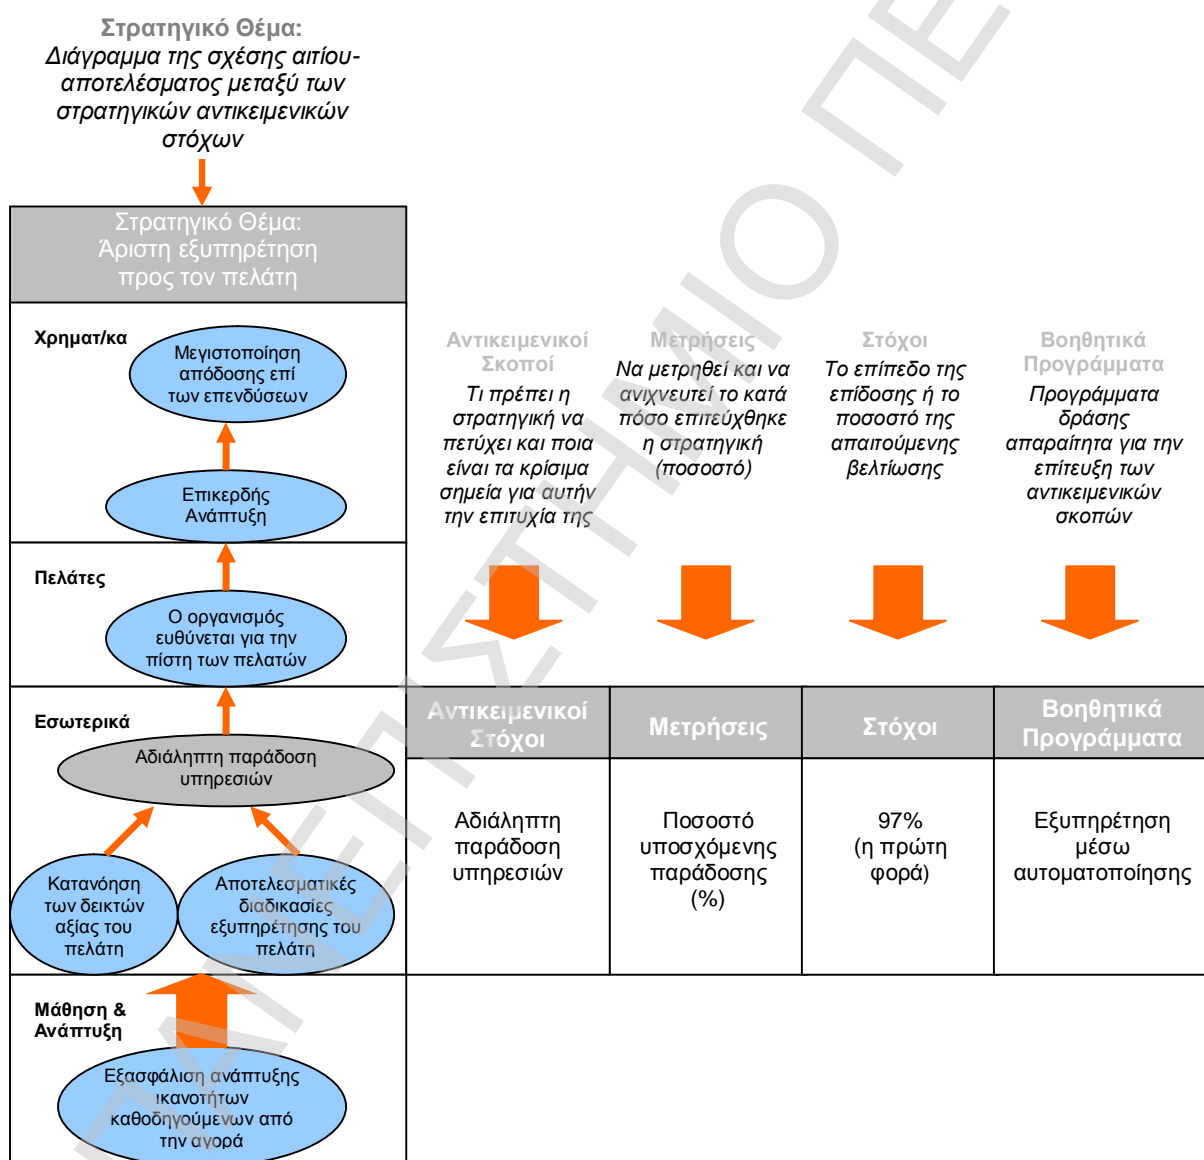 Στρατηγικό Θέμα:
Διάγραμμα της σχέσης αιτίου-
αποτελέσματος μεταξύ των
στρατηγικών αντικειμενικών
στόχων
Στρατηγικό Θέμα:
Άριστη εξυπηρέτηση
προς τον πελάτη
Χρηματ/κα
Μεγιστοποίηση
απόδοσης επί
των επενδύσεων
Επικερδής
Ανάπτυξη
Πελάτες
Ο οργανισμός
ευθύνεται για την
πίστη των πελατών
Εσωτερικά
Αδιάληπτη παράδοση
υπηρεσιών
Κατανόηση
των δεικτών
αξίας του
πελάτη
Αποτελεσματικές
διαδικασίες
εξυπηρέτησης του
πελάτη
Μάθηση &
Ανάπτυξη
Εξασφάλιση ανάπτυξης
ικανοτήτων
καθοδηγούμενων από
την αγορά
Αντικειμενικοί
Σκοποί
Τι πρέπει η
στρατηγική να
πετύχει και ποια
είναι τα κρίσιμα
σημεία για αυτήν
την επιτυχία της
Μετρήσεις
Να μετρηθεί και να
ανιχνευτεί το κατά
πόσο επιτεύχθηκε
η στρατηγική
(ποσοστό)
Στόχοι
Το επίπεδο της
επίδοσης ή το
ποσοστό της
απαιτούμενης
βελτίωσης
Βοηθητικά
Προγράμματα
Προγράμματα
δράσης
απαραίτητα για την
επίτευξη των
αντικειμενικών
σκοπών
Αντικειμενικοί
Στόχοι
Μετρήσεις
Στόχοι
Βοηθητικά
Προγράμματα
Αδιάληπτη
παράδοση
υπηρεσιών
Ποσοστό
υποσχόμενης
παράδοσης
(%)
97%
(η πρώτη
φορά)
Εξυπηρέτηση
μέσω
αυτοματοποίησης
ΠΑΝΕΠΙΣΤΗΜΙΟ ΠΕ